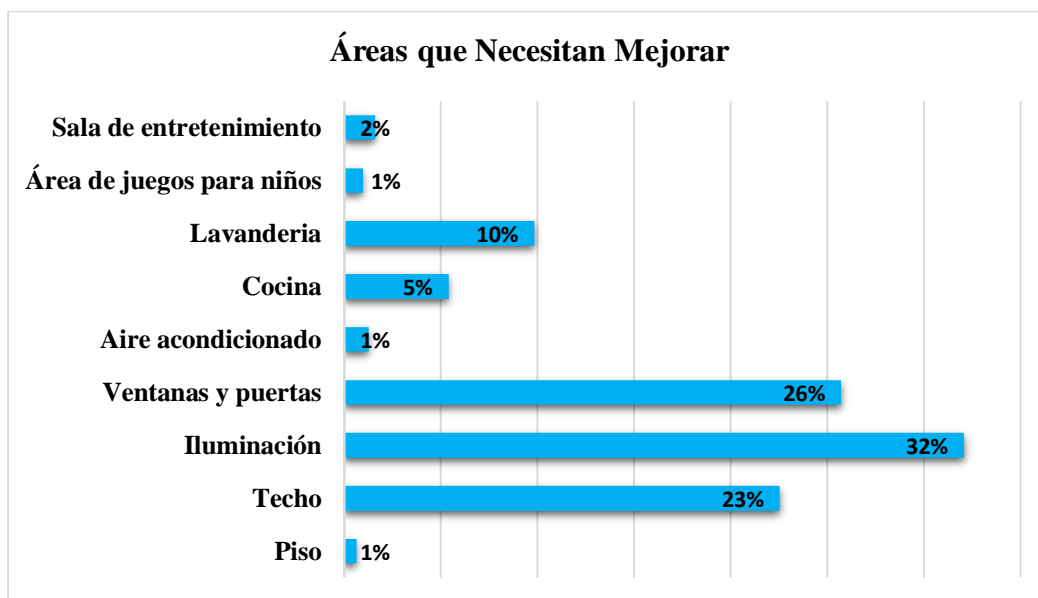 Áreas que Necesitan Mejorar
Sala de entretenimiento 2%
Área de juegos para niños 1%
Lavanderia 10%
Cocina 5%
Aire acondicionado 1%
Ventanas y puertas 26%
Iluminación 32%
Techo 23%
Piso 1%